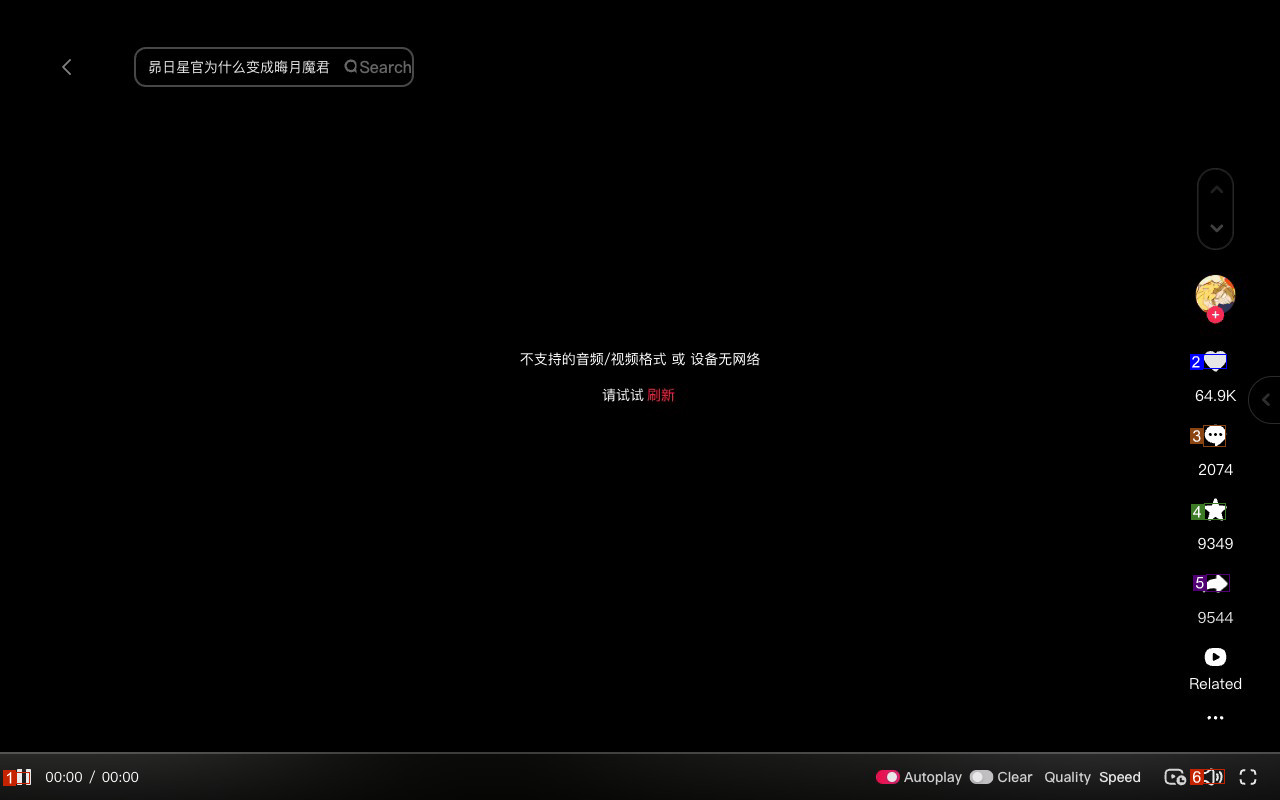 昴日星官为什么变成晦月魔君 Search
不支持的音频/视频格式 或 设备无网络
请试试 刷新
2
64.9K
3
2074
4
9349
5
9544
Related
1 00:00 / 00:00 Autoplay Clear Quality Speed 6